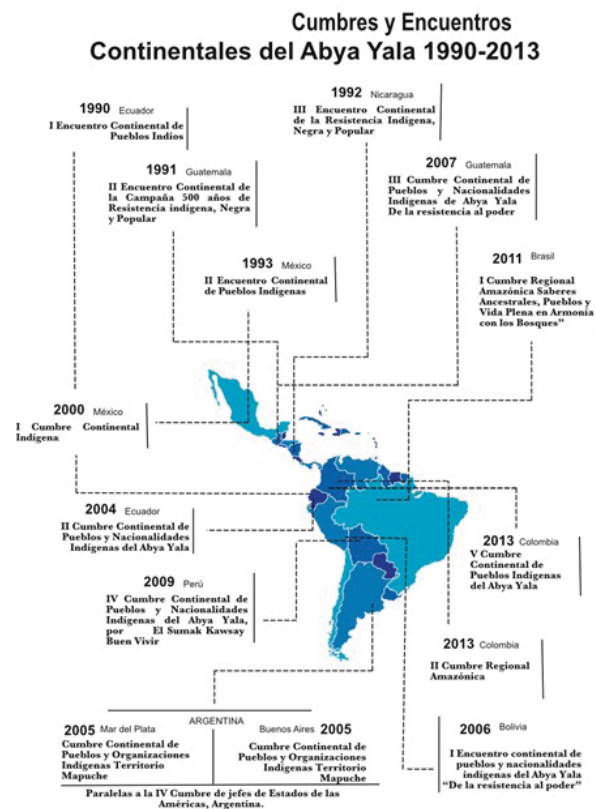 Cumbres y Encuentros
Continentales del Abya Yala 1990-2013
1990 Ecuador
I Encuentro Continental de
Pueblos Indios
1992 Nicaragua
III Encuentro Continental
de la Resistencia Indígena,
Negra y Popular
1991 Guatemala
II Encuentro Continental de
la Campaña 500 años de
Resistencia indígena, Negra
y Popular
2007 Guatemala
III Cumbre Continental de
Pueblos y Nacionalidades
Indígenas de Abya Yala
De la resistencia al poder
1993 México
II Encuentro Continental
de Pueblos Indígenas
2011 Brasil
I Cumbre Regional
Amazónica Saberes
Ancestrales, Pueblos y
Vida Plena en Armonía
con los Bosques”
2000 México
I Cumbre Continental
Indígena
2004 Ecuador
II Cumbre Continental de
Pueblos y Nacionalidades
Indígenas del Abya Yala
2013 Colombia
V Cumbre
Continental de
Pueblos Indígenas
del Abya Yala
2009 Perú
IV Cumbre Continental de
Pueblos y Nacionalidades
Indígenas del Abya Yala,
por El Sumak Kawsay
Buen Vivir
2013 Colombia
II Cumbre Regional
Amazónica
ARGENTINA
2005 Mar del Plata
Cumbre Continental de
Pueblos y Organizaciones
Indígenas Territorio
Mapuche
Buenos Aires 2005
Cumbre Continental de
Pueblos y Organizaciones
Indígenas Territorio
Mapuche
Paralelas a la IV Cumbre de jefes de Estados de las
Américas, Argentina.
2006 Bolivia
I Encuentro continental de
pueblos y nacionalidades
indígenas del Abya Yala
“De la resistencia al poder”